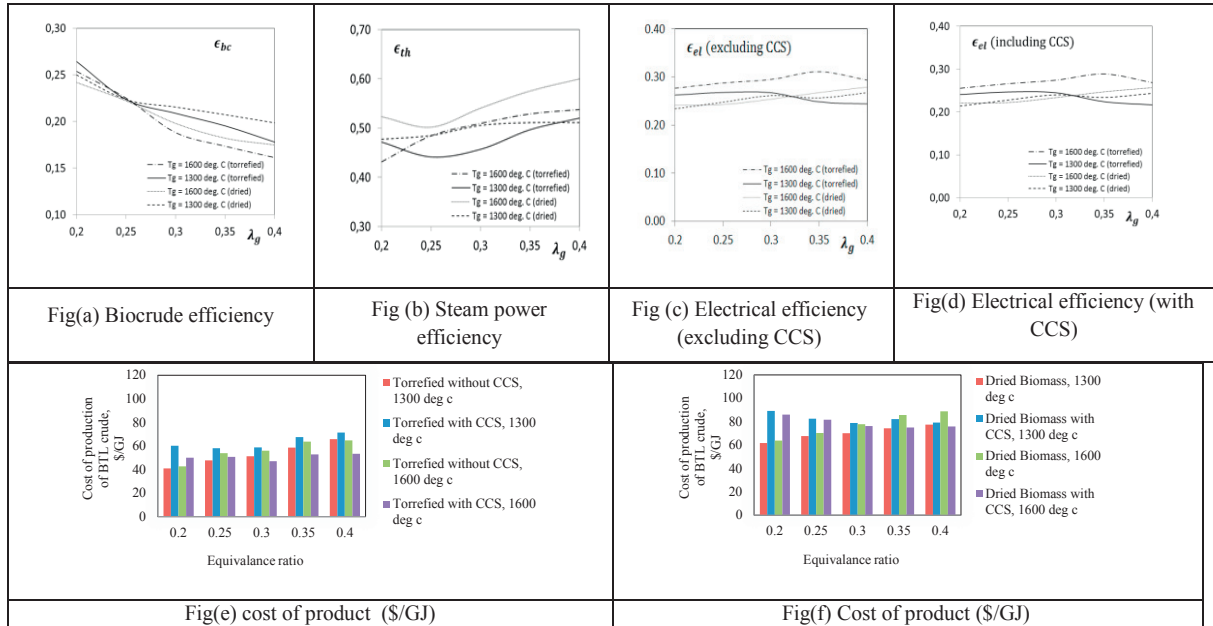 0,30
0,25
0,20
0,15
0,10
ϵbc
Tg = 1600 deg. C (torrefied)
Tg = 1300 deg. C (torrefied)
Tg = 1600 deg. C (dried)
Tg = 1300 deg. C (dried)
0,2 0,25 0,3 0,35 0,4
λg
0,70
0,60
0,50
0,40
0,30
ϵth
Tg = 1600 deg. C (torrefied)
Tg = 1300 deg. C (torrefied)
Tg = 1600 deg. C (dried)
Tg = 1300 deg. C (dried)
0,2 0,25 0,3 0,35 0,4
λg
0.40
0.30
0.20
0.10
0.00
ϵel (excluding CCS)
Tg = 1600 deg. C (torrefied)
Tg = 1300 deg. C (torrefied)
Tg = 1600 deg. C (dried)
Tg = 1300 deg. C (dried)
0.2 0.25 0.3 0.35 0.4
λg
0,40
0,30
0,20
0,10
0,00
ϵel (including CCS)
Tg = 1600 deg. C (torrefied)
Tg = 1300 deg. C (torrefied)
Tg = 1600 deg. C (dried)
Tg = 1300 deg. C (dried)
0,2 0,25 0,3 0,35 0,4
λg
Fig(a) Biocrude efficiency
Fig (b) Steam power
efficiency
Fig (c) Electrical efficiency
(excluding CCS)
Fig(d) Electrical efficiency (with
CCS)
Cost of production
of BTL crude,
$/GJ
120
100
80
60
40
20
0
0.2 0.25 0.3 0.35 0.4
Equivalance ratio
Torrefied without CCS,
1300 deg c
Torrefied with CCS, 1300
deg c
Torrefied without CCS,
1600 deg c
Torrefied with CCS, 1600
deg c
Cost of production
of BTL crude,
$/GJ
120
100
80
60
40
20
0
0.2 0.25 0.3 0.35 0.4
Equivalance ratio
Dried Biomass, 1300
deg c
Dried Biomass with
CCS, 1300 deg c
Dried Biomass, 1600
deg c
Dried Biomass with
CCS, 1600 deg c
Fig(e) cost of product ($/GJ)
Fig(f) Cost of product ($/GJ)